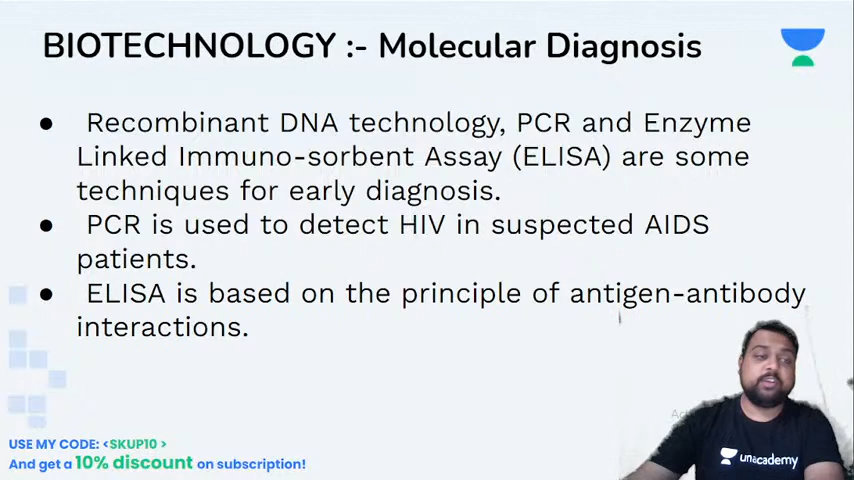 BIOTECHNOLOGY :- Molecular Diagnosis
● Recombinant DNA technology, PCR and Enzyme
Linked Immuno-sorbent Assay (ELISA) are some
techniques for early diagnosis.
● PCR is used to detect HIV in suspected AIDS
patients.
● ELISA is based on the principle of antigen-antibody
interactions.
USE MY CODE: <SKUP10 >
And get a 10% discount on subscription!
unacademy